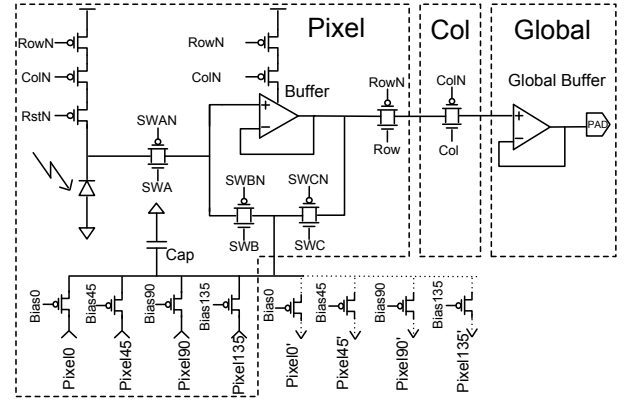 Pixel Col Global
RowN
ColN
RstN
RowN
ColN
Buffer
RowN
Row
ColN
Col
Global Buffer
PAD
SWAN
SWA
SWBN
SWB
SWCN
SWC
Cap
Bias0
Bias45
Bias90
Bias135
Bias0
Bias45
Bias90
Bias135
Pixel0
Pixel45
Pixel90
Pixel135
Pixel0'
Pixel45'
Pixel90'
Pixel135'